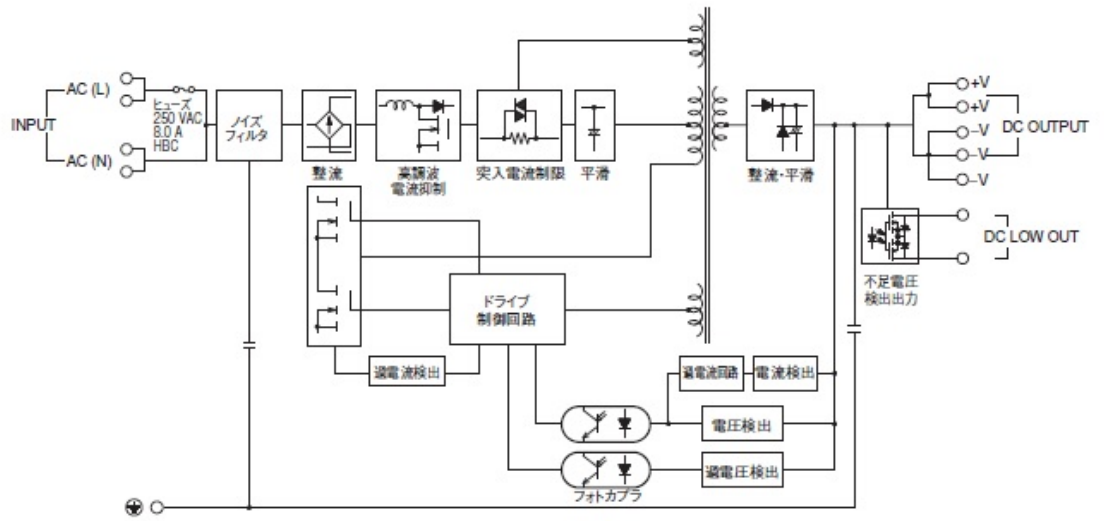 INPUT
AC (L)
AC (N)
ヒューズ
250 VAC
8.0 A
HBC
ノイズ
フィルタ
整流
高調波
電流抑制
突入電流制限
平滑
整流・平滑
+V
+V
–V
–V
–V
DC OUTPUT
DC LOW OUT
不足電圧
検出出力
ドライブ
制御回路
過電流検出
過電流回路
電流検出
電圧検出
過電圧検出
フォトカプラ